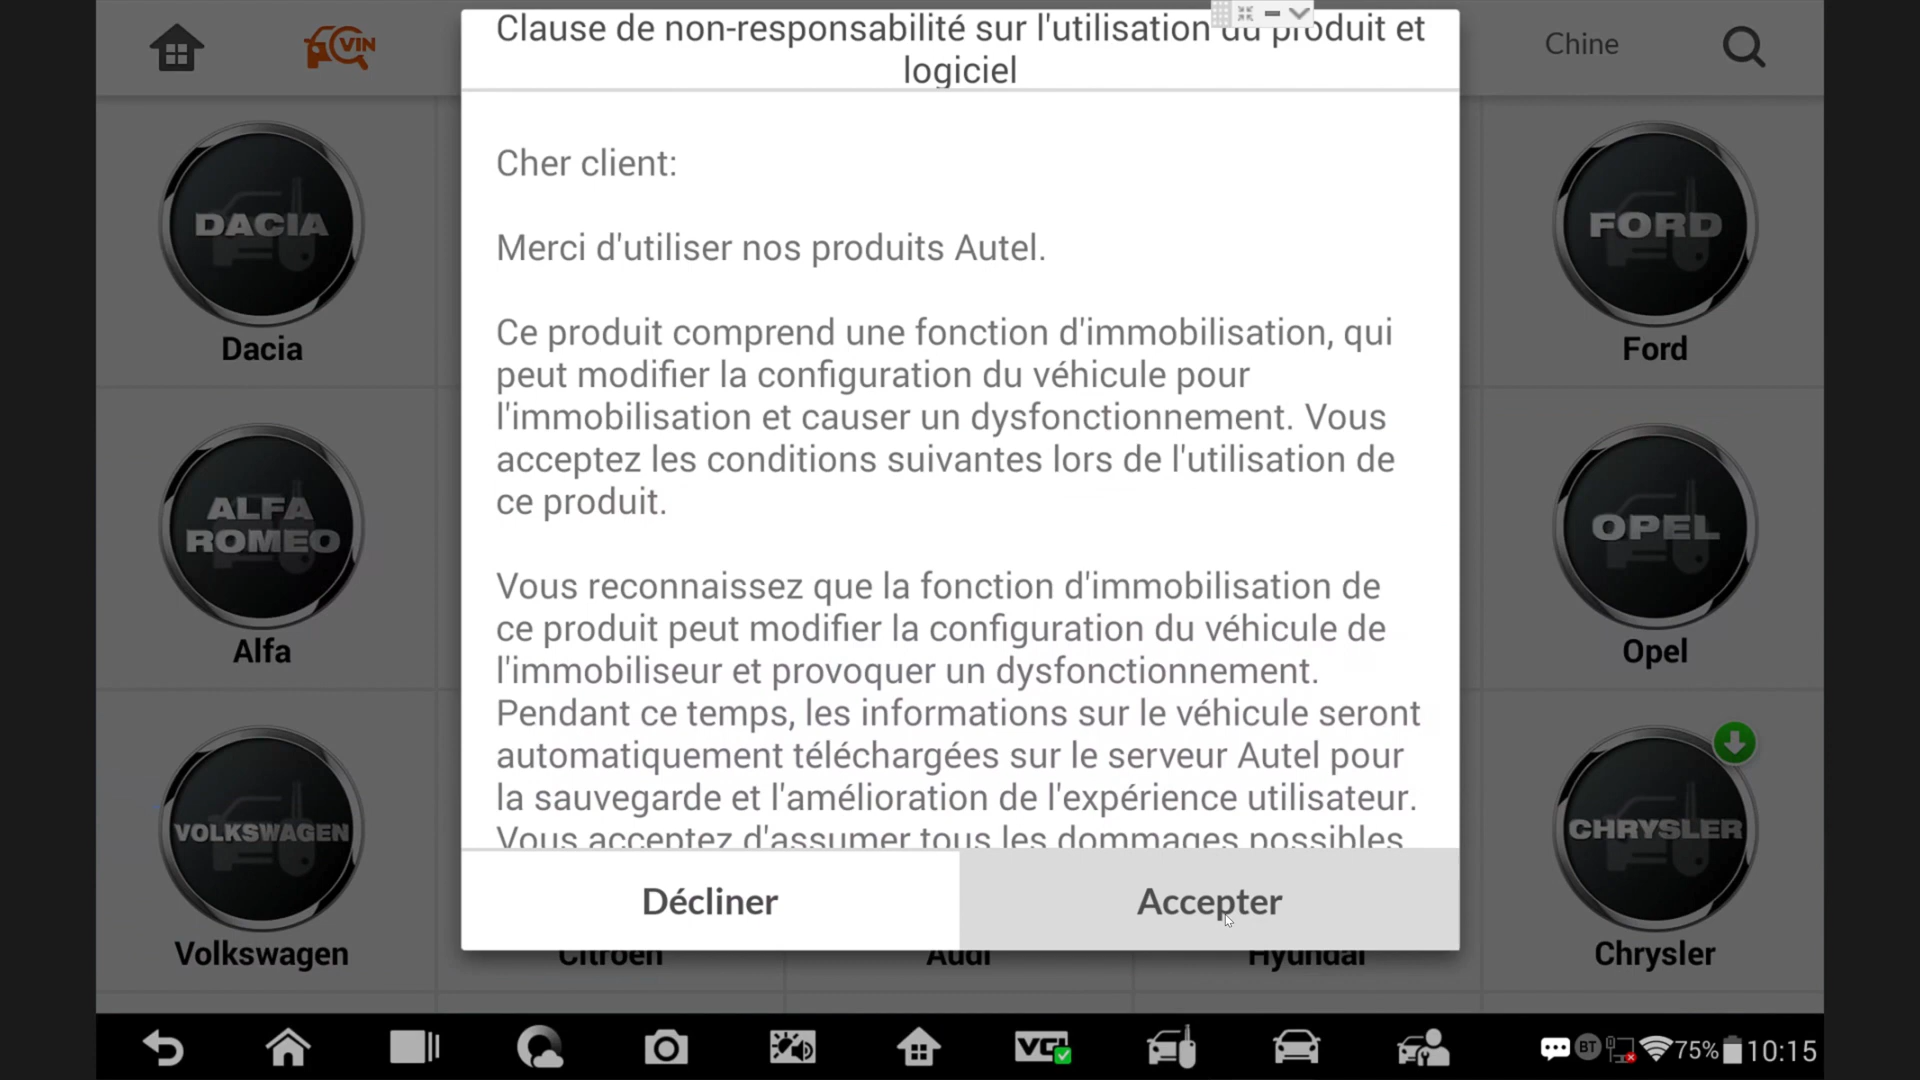 VIN
Chine
Clause de non-responsabilité sur l'utilisation du produit et
logiciel
Cher client:
Merci d'utiliser nos produits Autel.
Ce produit comprend une fonction d'immobilisation, qui
peut modifier la configuration du véhicule pour
l'immobilisation et causer un dysfonctionnement. Vous
acceptez les conditions suivantes lors de l'utilisation de
ce produit.
Vous reconnaissez que la fonction d'immobilisation de
ce produit peut modifier la configuration du véhicule de
l'immobiliseur et provoquer un dysfonctionnement.
Pendant ce temps, les informations sur le véhicule seront
automatiquement téléchargées sur le serveur Autel pour
la sauvegarde et l'amélioration de l'expérience utilisateur.
Vous acceptez d'assumer tous les dommages possibles
Décliner
Accepter
DACIA
Dacia
FORD
Ford
ALFA
ROMEO
Alfa
OPEL
Opel
VOLKSWAGEN
Volkswagen
Citroën
Audi
Hyundai
CHRYSLER
Chrysler
VCI
BT
75%
10:15